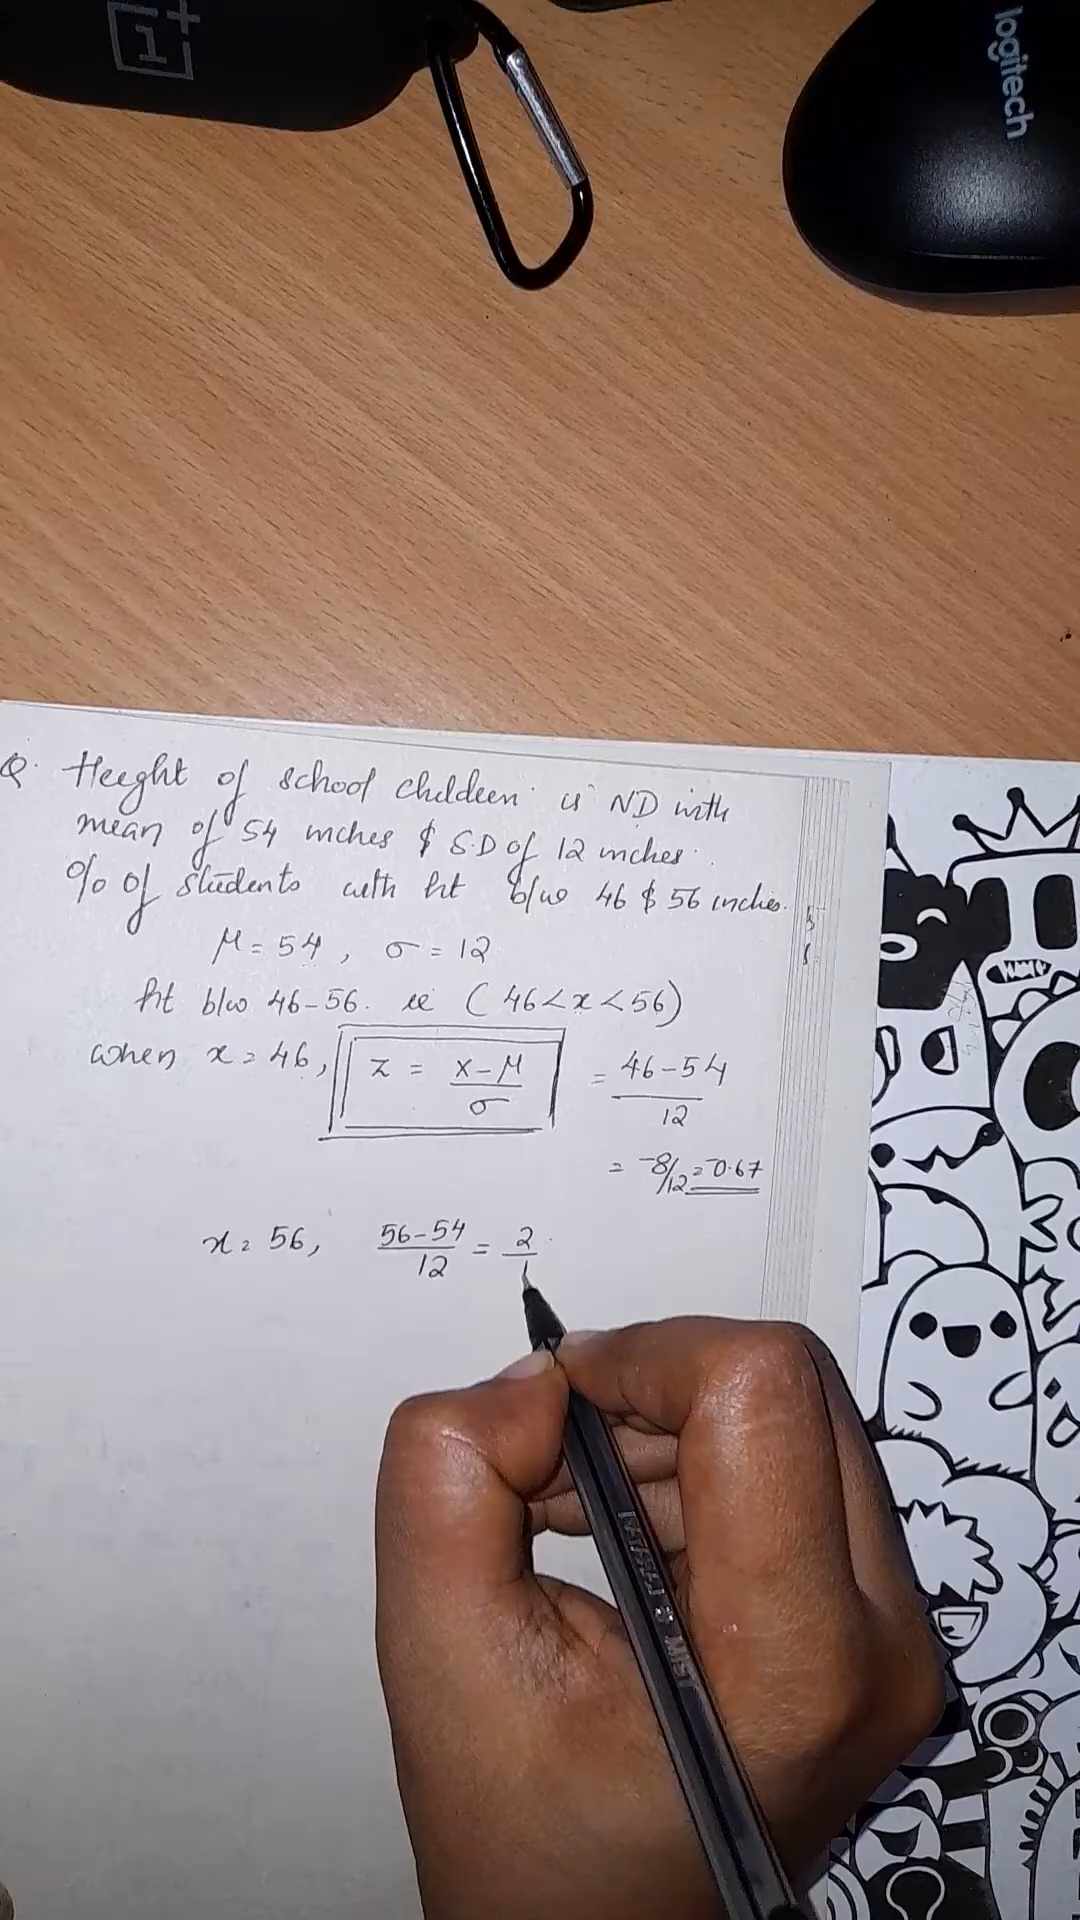 1+
logitech
Q. Height of school children is ND with
mean of 54 inches & S.D of 12 inches.
% of students with ht b/w 46 & 56 inches.
μ = 54, σ = 12
ht b/w 46-56. ie (46<x<56)
when x = 46, z = x-μ/σ = 46-54/12
= -8/12 = -0.67
x = 56, 56-54/12 = 2/1